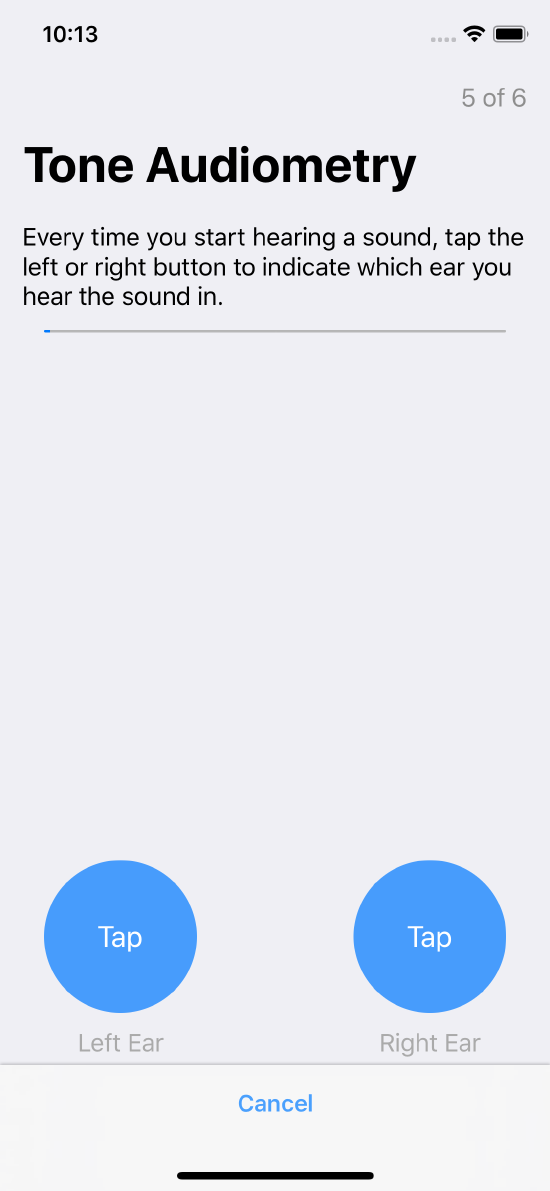 10:13
5 of 6
Tone Audiometry
Every time you start hearing a sound, tap the
left or right button to indicate which ear you
hear the sound in.
Tap
Tap
Left Ear
Right Ear
Cancel